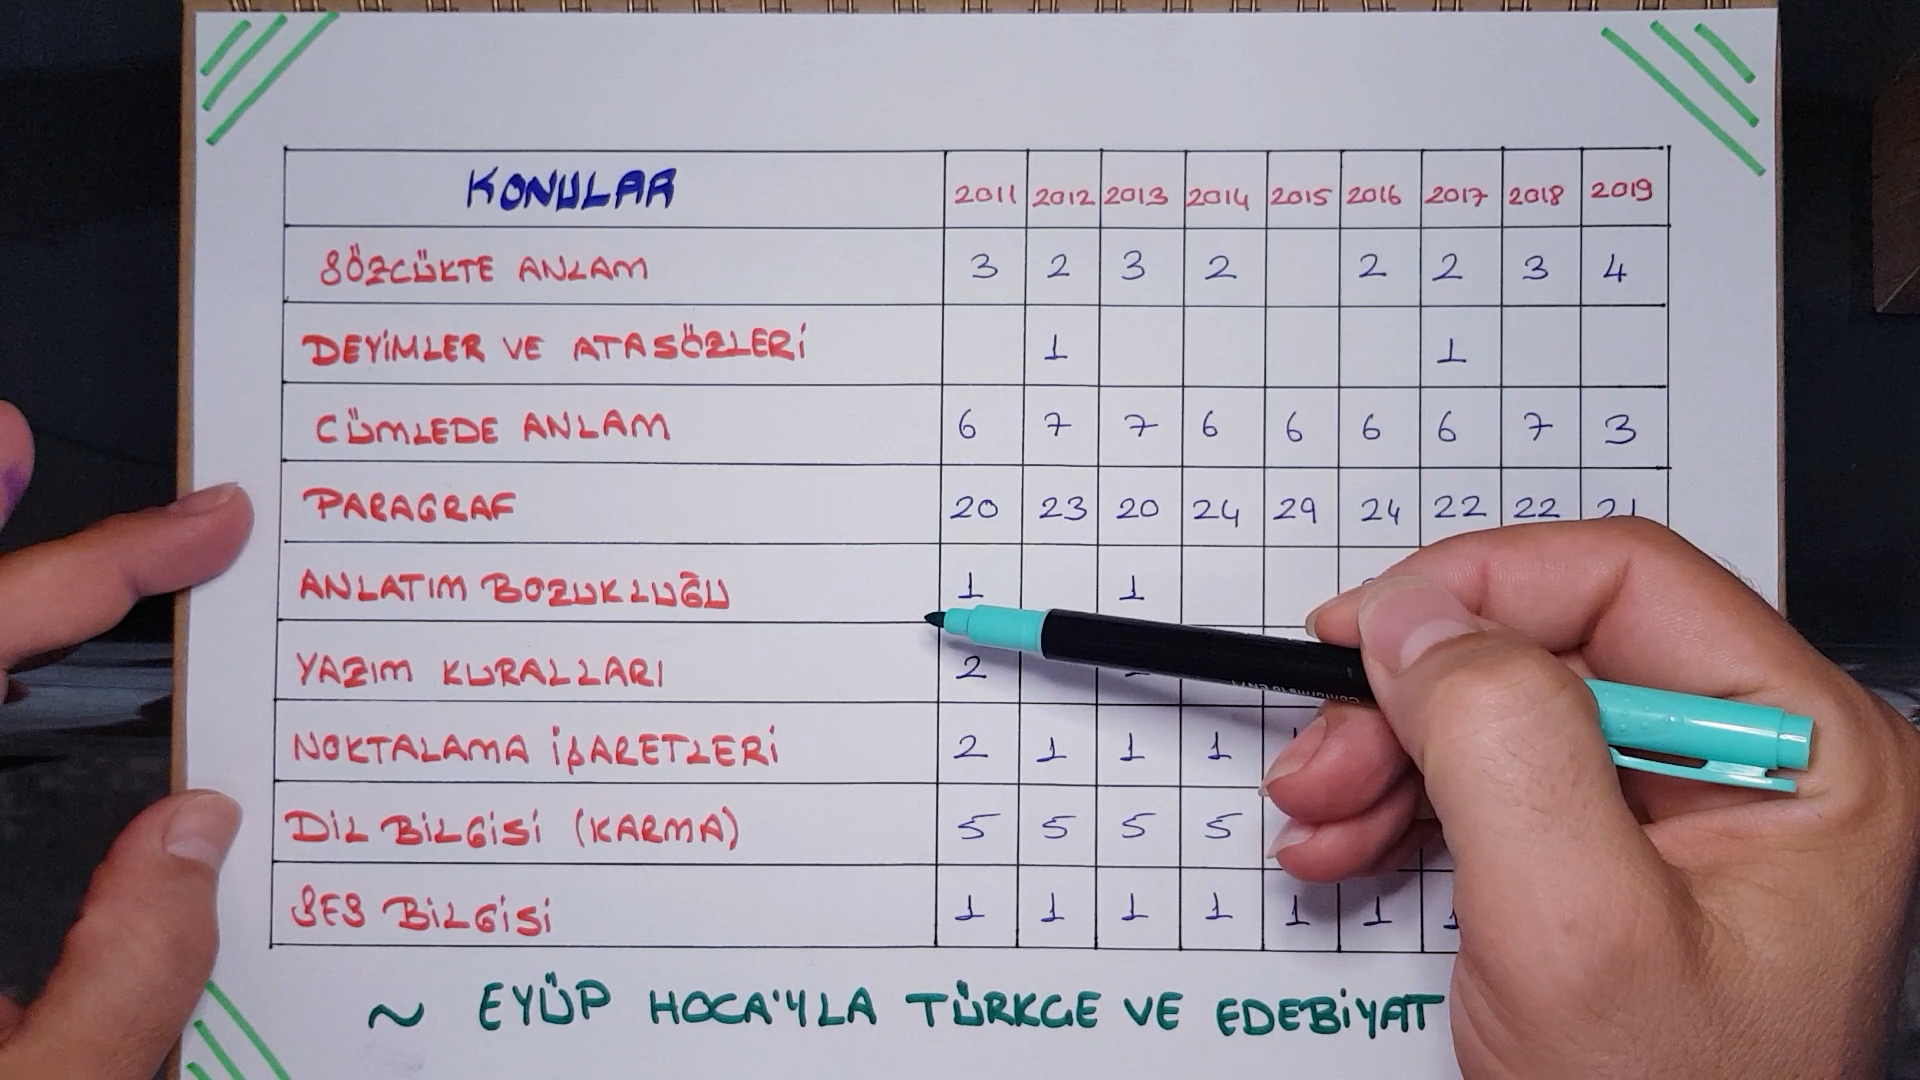 KONULAR 2011 2012 2013 2014 2015 2016 2017 2018 2019
SÖZCÜKTE ANLAM 3 2 3 2 2 2 3 4
DEYİMLER VE ATASÖZLERİ 1 1
CÜMLEDE ANLAM 6 7 7 6 6 6 6 7 3
PARAGRAF 20 23 20 24 29 24 22 22 21
ANLATIM BOZUKLUĞU 1 1
YAZIM KURALLARI 2
NOKTALAMA İŞARETLERİ 2 1 1 1
DİL BİLGİSİ (KARMA) 5 5 5 5
SES BİLGİSİ 1 1 1 1 1 1 1
~ EYÜP HOCA'YLA TÜRKCE VE EDEBİYAT